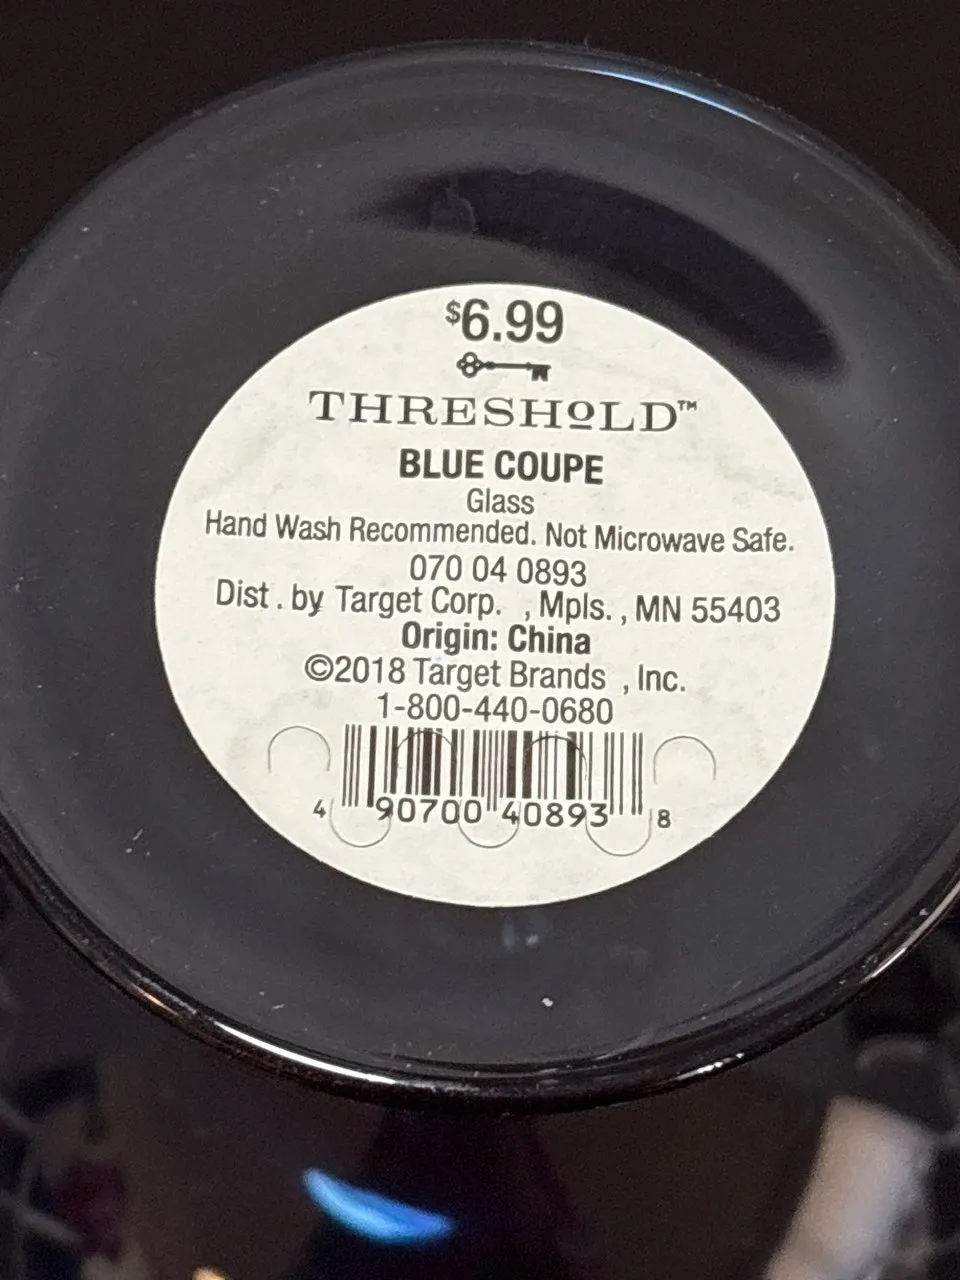 $6.99
THRESHOLD™
BLUE COUPE
Glass
Hand Wash Recommended. Not Microwave Safe.
070 04 0893
Dist . by Target Corp. , Mpls. , MN 55403
Origin: China
©2018 Target Brands , Inc.
1-800-440-0680
4 90700 40893 8